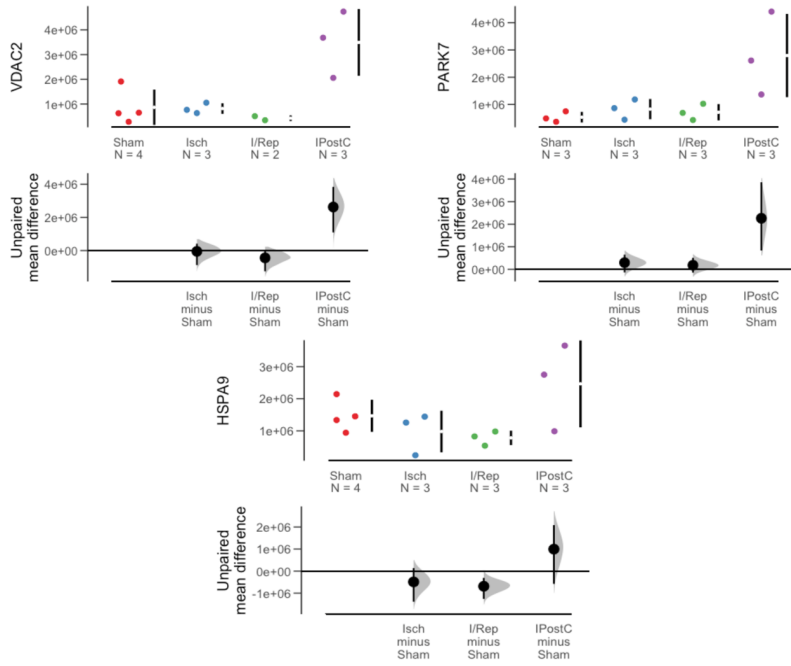 VDAC2
4e+06
3e+06
2e+06
1e+06
Sham
N = 4
Isch
N = 3
I/Rep
N = 2
IPostC
N = 3
Unpaired
mean difference
4e+06
2e+06
0e+00
Isch
minus
Sham
I/Rep
minus
Sham
IPostC
minus
Sham
PARK7
4e+06
3e+06
2e+06
1e+06
Sham
N = 3
Isch
N = 3
I/Rep
N = 3
IPostC
N = 3
Unpaired
mean difference
4e+06
3e+06
2e+06
1e+06
0e+00
Isch
minus
Sham
I/Rep
minus
Sham
IPostC
minus
Sham
HSPA9
3e+06
2e+06
1e+06
Sham
N = 4
Isch
N = 3
I/Rep
N = 3
IPostC
N = 3
Unpaired
mean difference
2e+06
1e+06
0e+00
-1e+06
Isch
minus
Sham
I/Rep
minus
Sham
IPostC
minus
Sham